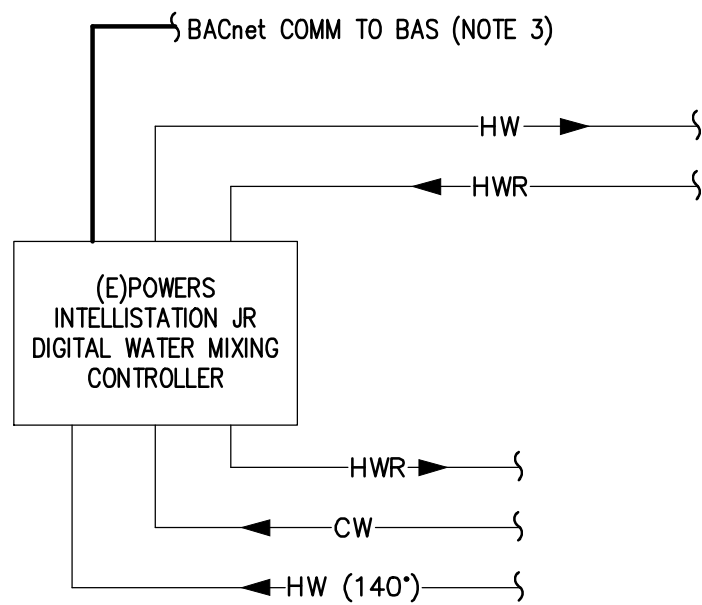 BACnet COMM TO BAS (NOTE 3)
HW
HWR
(E)POWERS
INTELLISTATION JR
DIGITAL WATER MIXING
CONTROLLER
HWR
CW
HW (140°)